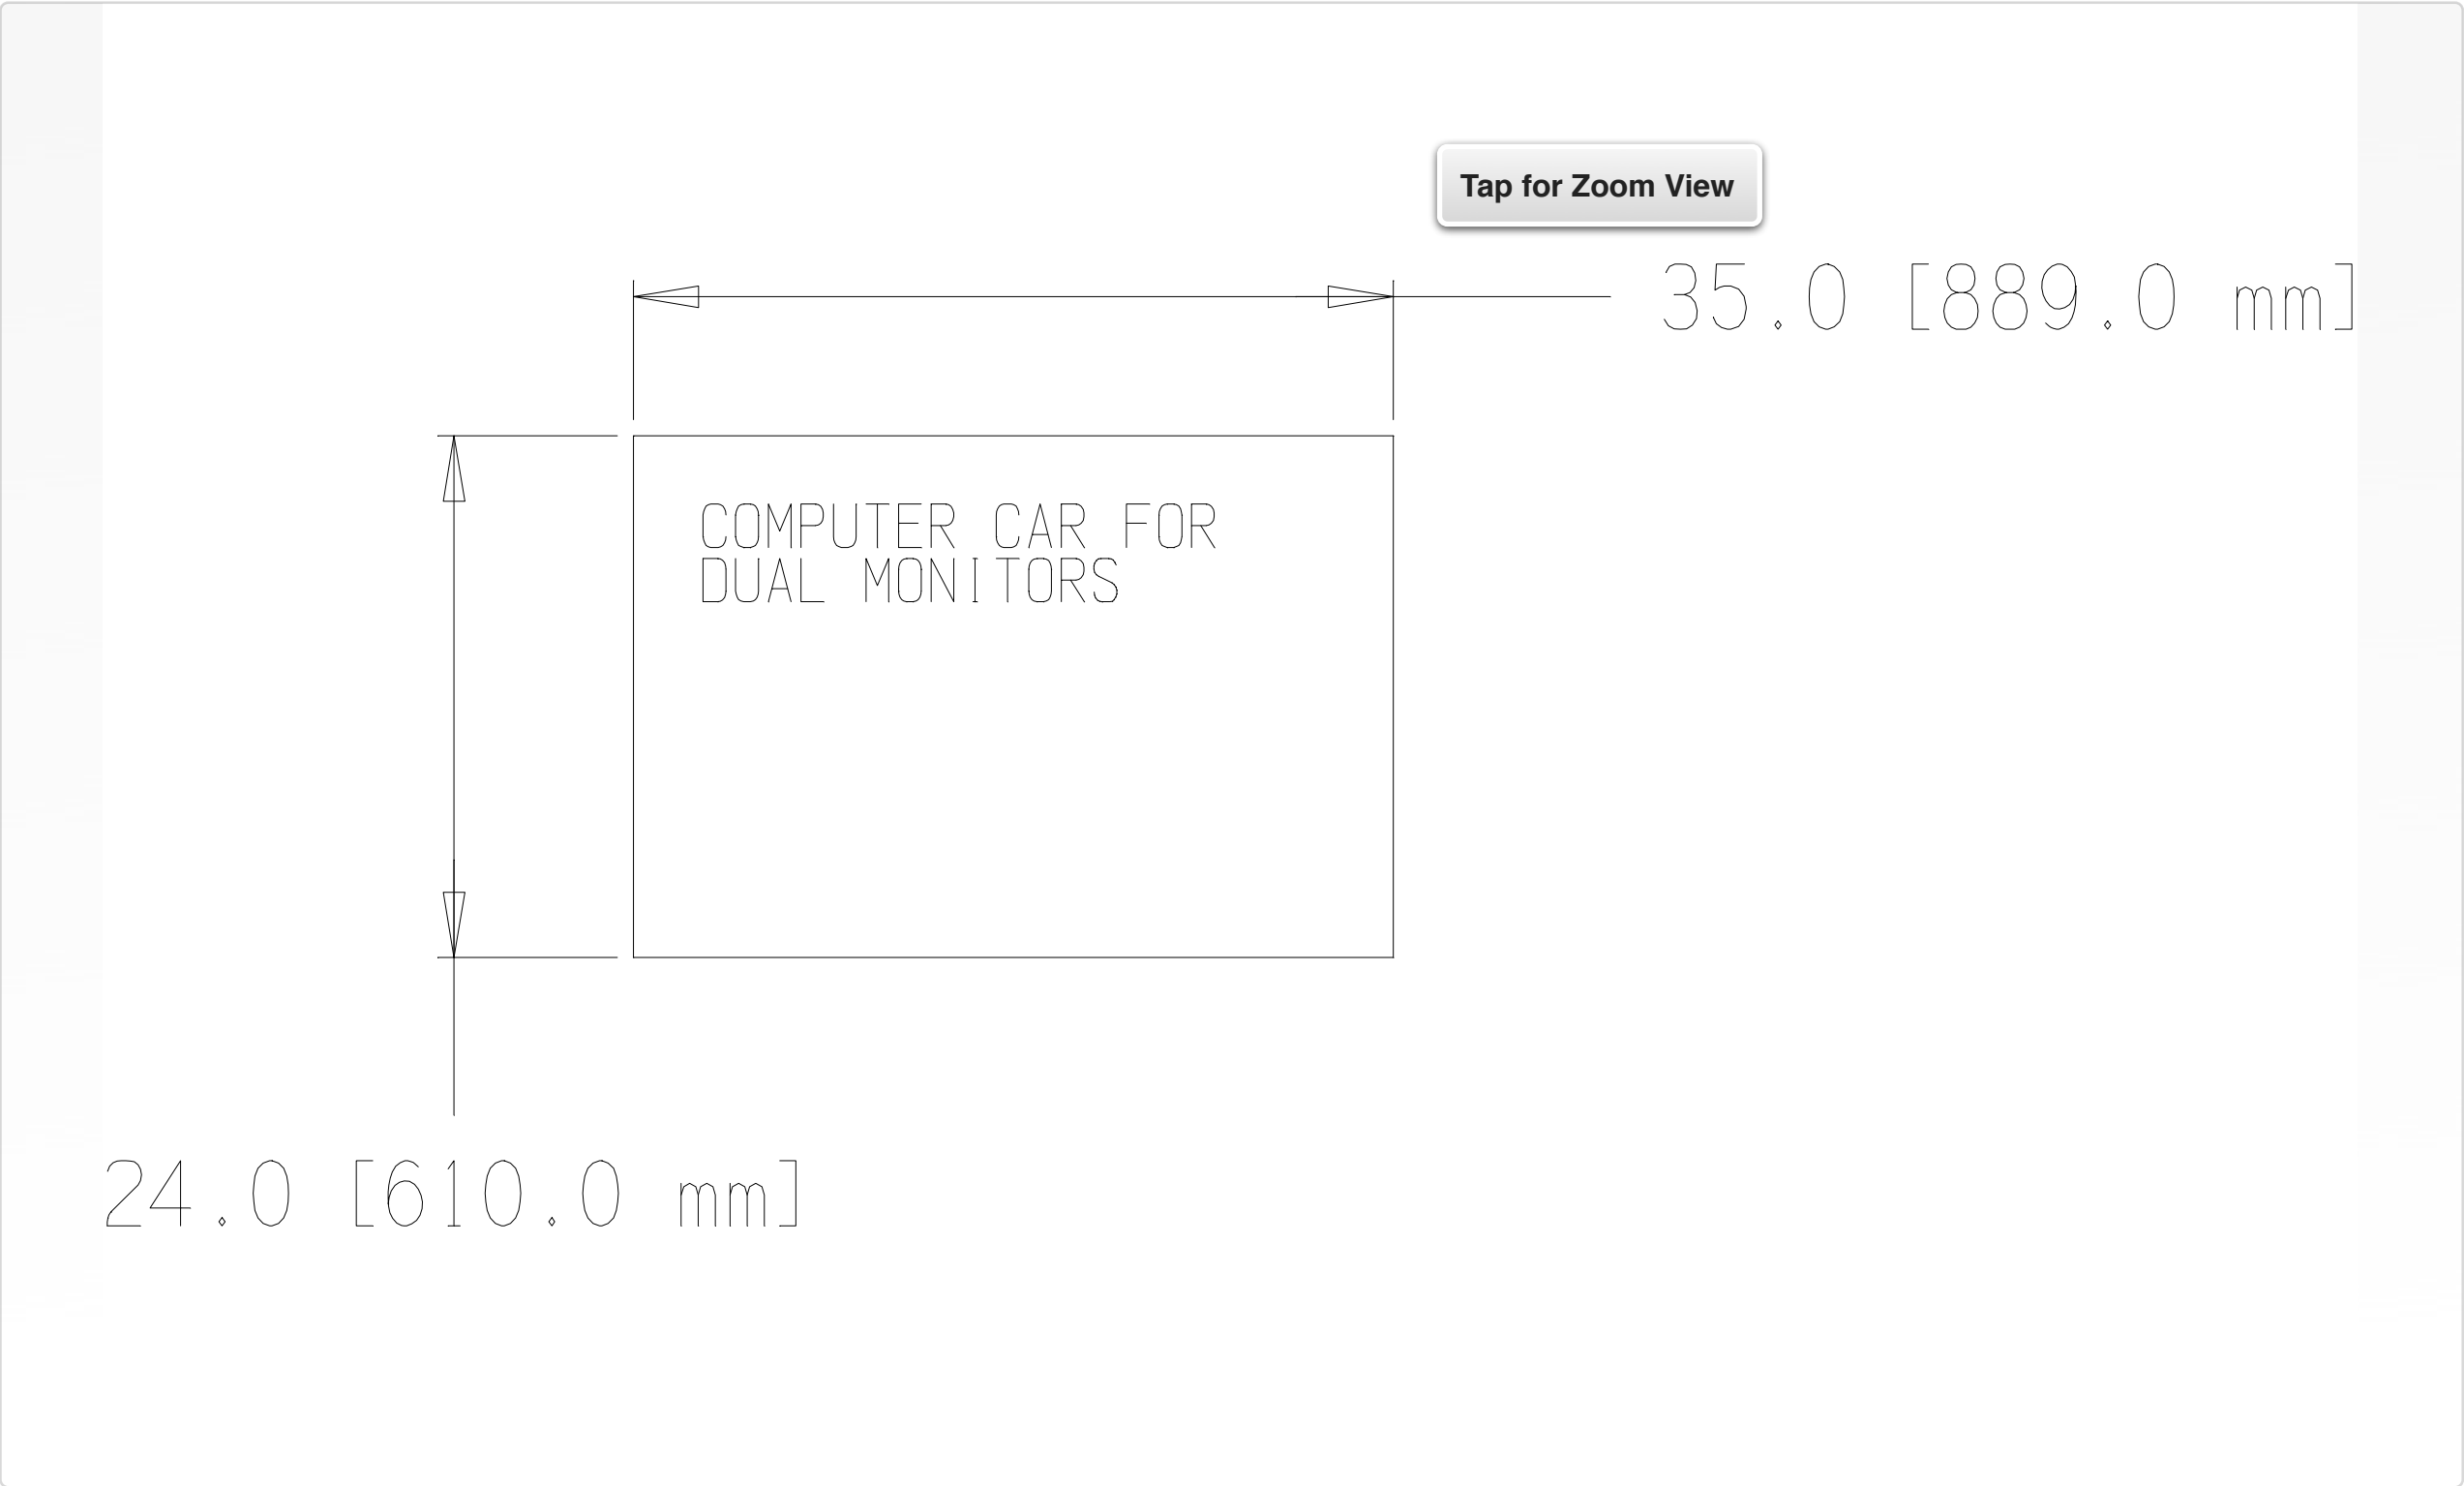 Tap for Zoom View
35.0 [889.0 mm]
COMPUTER CAR FOR
DUAL MONITORS
24.0 [610.0 mm]